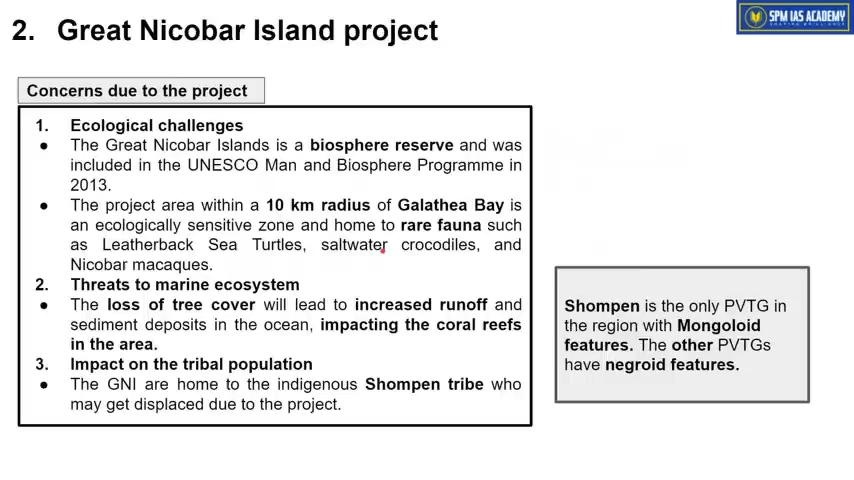 2. Great Nicobar Island project
SPM IAS ACADEMY
Concerns due to the project
1. Ecological challenges
● The Great Nicobar Islands is a biosphere reserve and was
included in the UNESCO Man and Biosphere Programme in
2013.
● The project area within a 10 km radius of Galathea Bay is
an ecologically sensitive zone and home to rare fauna such
as Leatherback Sea Turtles, saltwater crocodiles, and
Nicobar macaques.
2. Threats to marine ecosystem
● The loss of tree cover will lead to increased runoff and
sediment deposits in the ocean, impacting the coral reefs
in the area.
3. Impact on the tribal population
● The GNI are home to the indigenous Shompen tribe who
may get displaced due to the project.
Shompen is the only PVTG in
the region with Mongoloid
features. The other PVTGs
have negroid features.